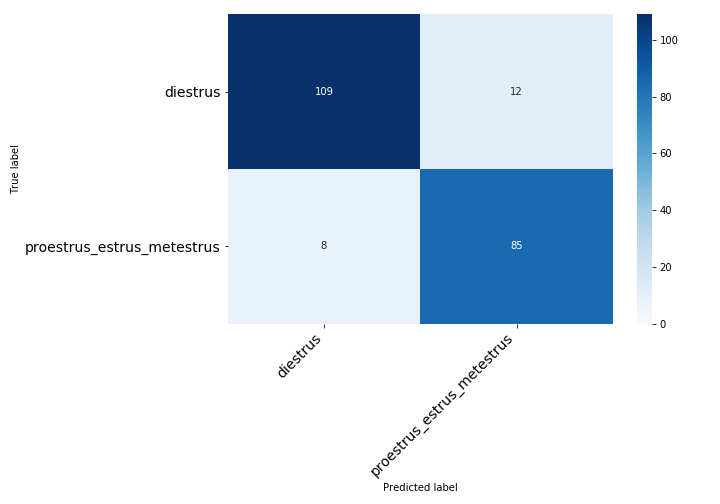 True label
diestrus
109
12
proestrus_estrus_metestrus
8
85
diestrus
proestrus_estrus_metestrus
Predicted label
100
80
60
40
20
0